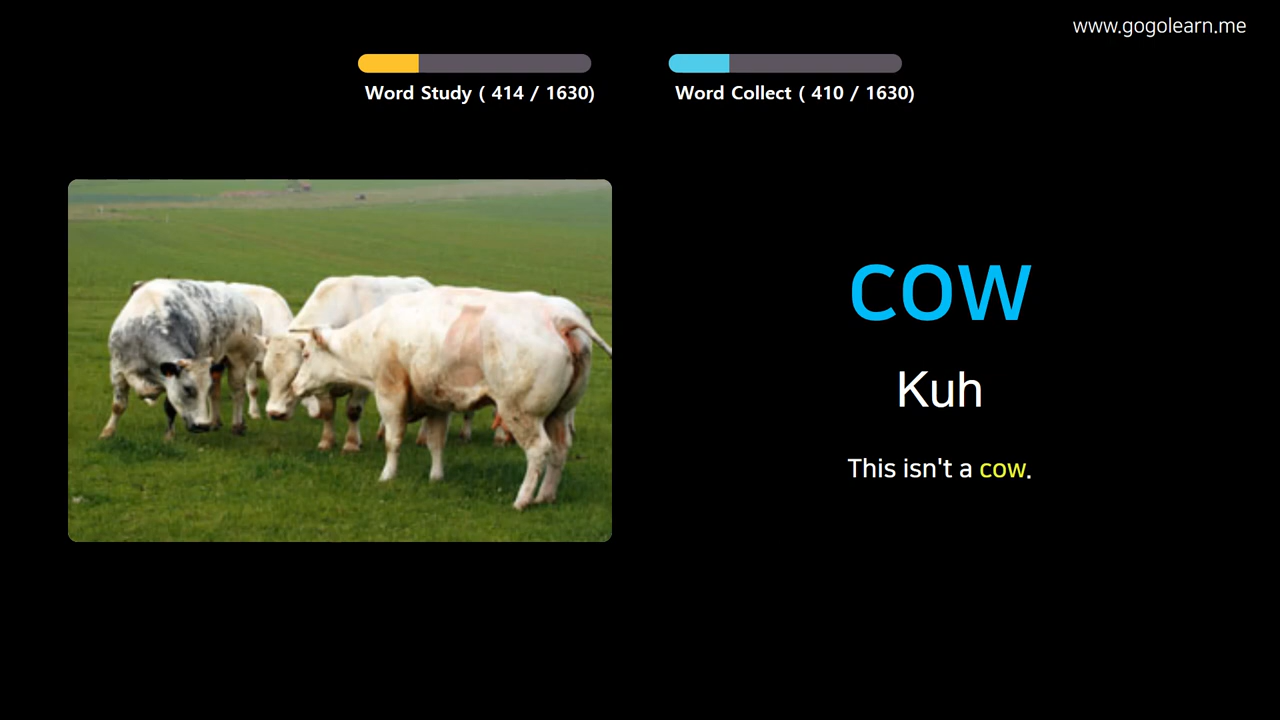 www.gogolearn.me
Word Study ( 414 / 1630)
Word Collect ( 410 / 1630)
cow
Kuh
This isn't a cow.